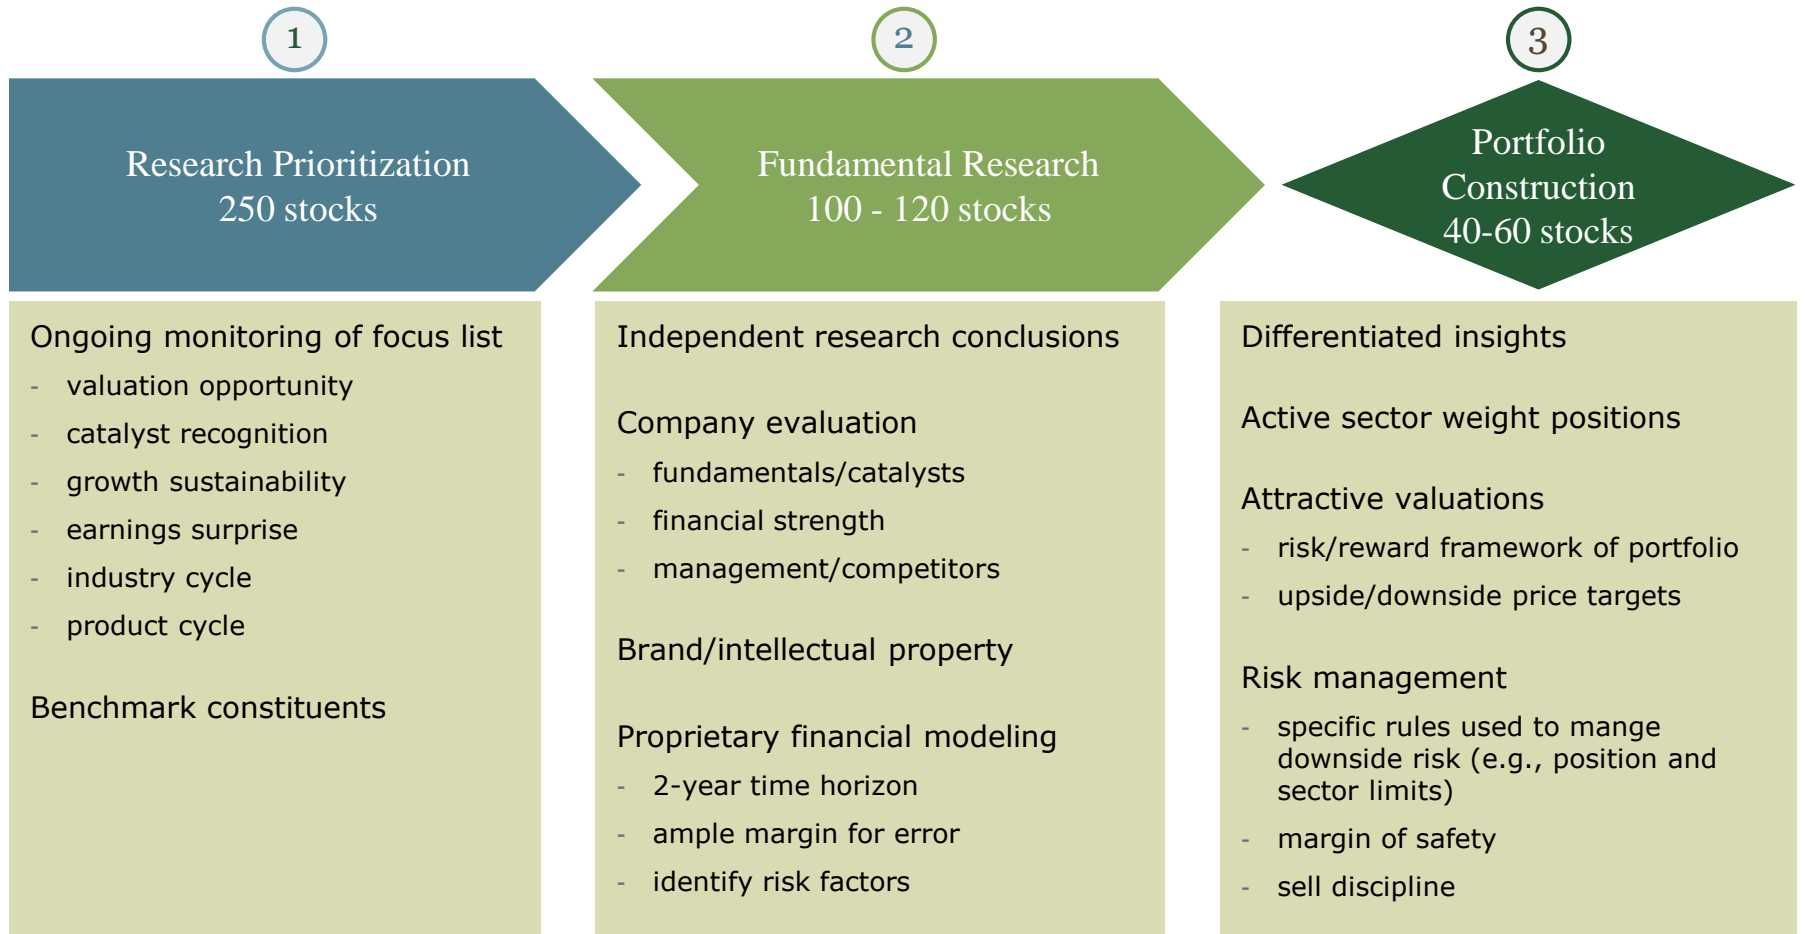 1
Research Prioritization
250 stocks
Ongoing monitoring of focus list
- valuation opportunity
- catalyst recognition
- growth sustainability
- earnings surprise
- industry cycle
- product cycle
Benchmark constituents
2
Fundamental Research
100 - 120 stocks
Independent research conclusions
Company evaluation
- fundamentals/catalysts
- financial strength
- management/competitors
Brand/intellectual property
Proprietary financial modeling
- 2-year time horizon
- ample margin for error
- identify risk factors
3
Portfolio
Construction
40-60 stocks
Differentiated insights
Active sector weight positions
Attractive valuations
- risk/reward framework of portfolio
- upside/downside price targets
Risk management
- specific rules used to mange
downside risk (e.g., position and
sector limits)
- margin of safety
- sell discipline